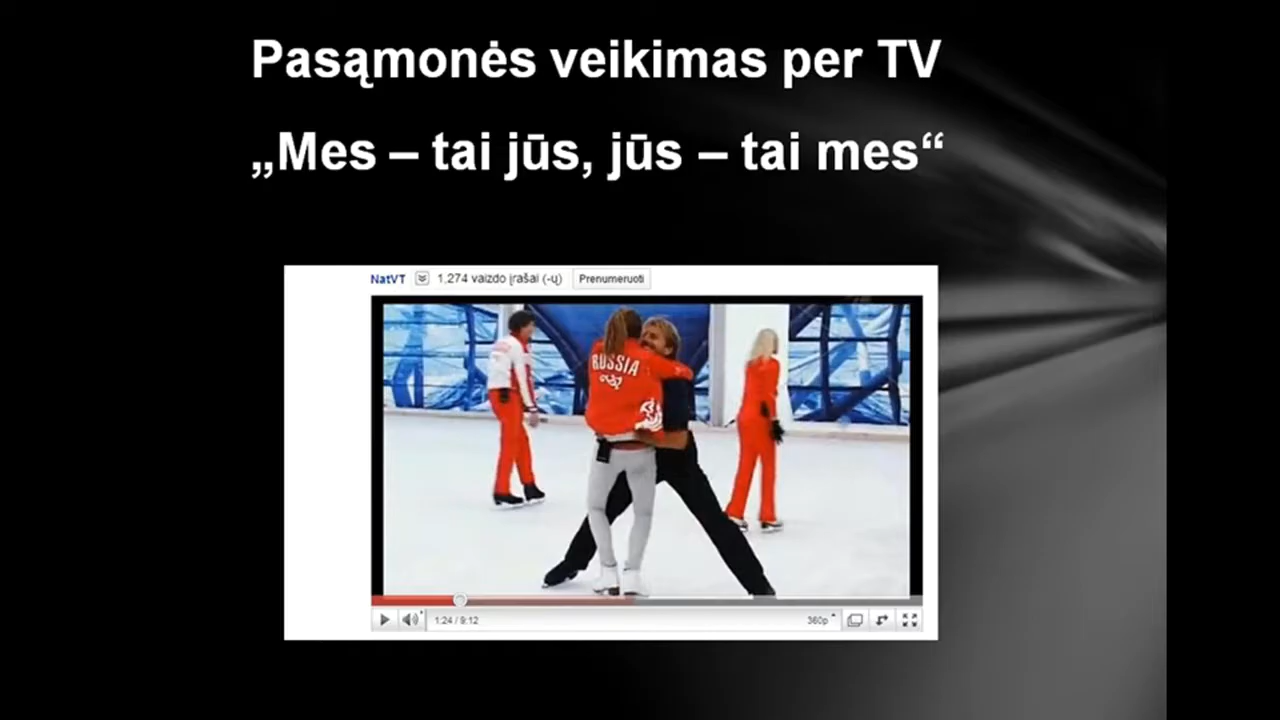 Pasąmonės veikimas per TV
„Mes – tai jūs, jūs – tai mes“
NatVT 1,274 vaizdo įrašai (-ų) Prenumeruoti
RUSSIA
1:24 / 9:12 360p